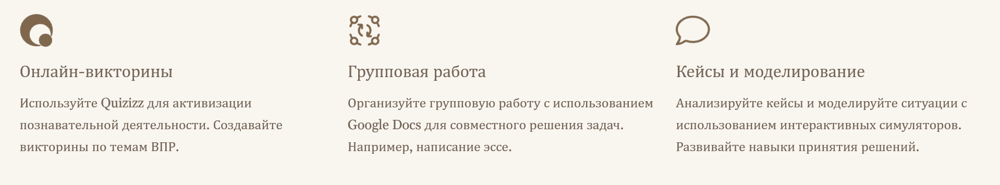 Онлайн-викторины
Используйте Quizizz для активизации
познавательной деятельности. Создавайте
викторины по темам ВПР.
Групповая работа
Организуйте групповую работу с использованием
Google Docs для совместного решения задач.
Например, написание эссе.
Кейсы и моделирование
Анализируйте кейсы и моделируйте ситуации с
использованием интерактивных симуляторов.
Развивайте навыки принятия решений.